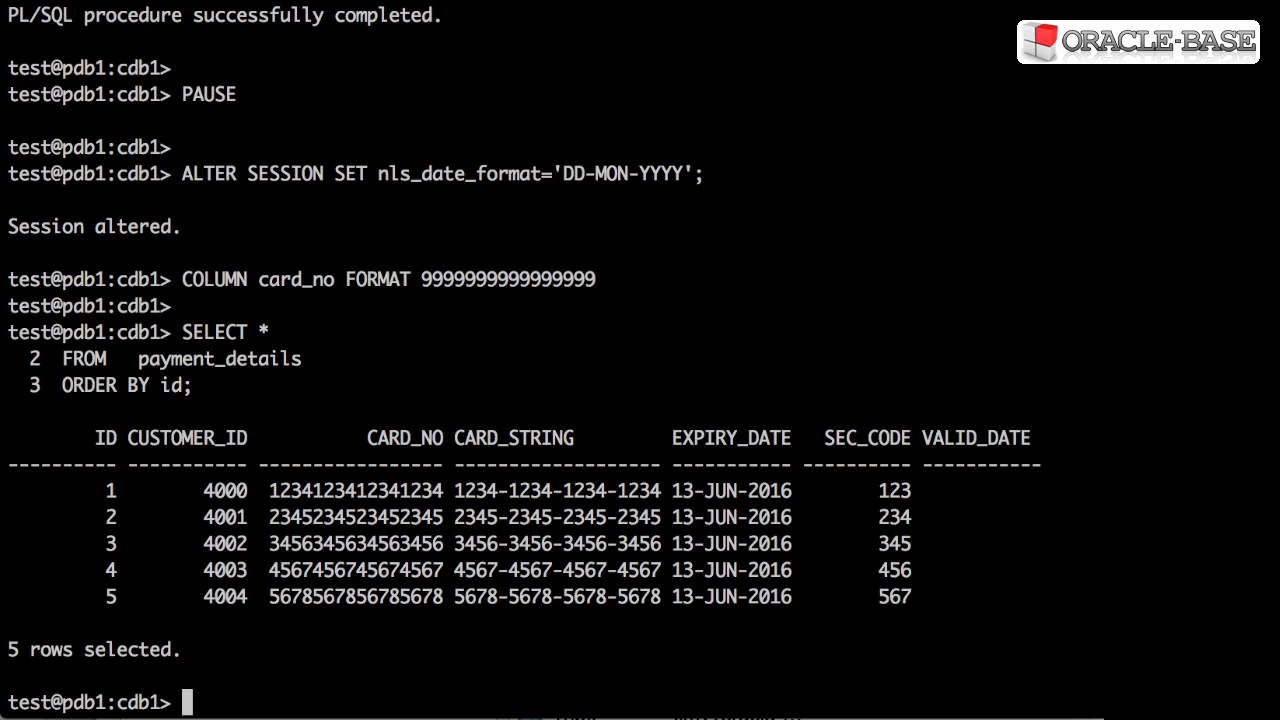 PL/SQL procedure successfully completed.
ORACLE-BASE
test@pdb1:cdb1>
test@pdb1:cdb1> PAUSE
test@pdb1:cdb1>
test@pdb1:cdb1> ALTER SESSION SET nls_date_format='DD-MON-YYYY';
Session altered.
test@pdb1:cdb1> COLUMN card_no FORMAT 9999999999999999
test@pdb1:cdb1>
test@pdb1:cdb1> SELECT *
  2  FROM   payment_details
  3  ORDER BY id;
        ID CUSTOMER_ID           CARD_NO CARD_STRING         EXPIRY_DATE   SEC_CODE VALID_DATE
---------- ----------- ----------------- ------------------- ----------- ---------- -----------
         1        4000  1234123412341234 1234-1234-1234-1234 13-JUN-2016        123
         2        4001  2345234523452345 2345-2345-2345-2345 13-JUN-2016        234
         3        4002  3456345634563456 3456-3456-3456-3456 13-JUN-2016        345
         4        4003  4567456745674567 4567-4567-4567-4567 13-JUN-2016        456
         5        4004  5678567856785678 5678-5678-5678-5678 13-JUN-2016        567
5 rows selected.
test@pdb1:cdb1>